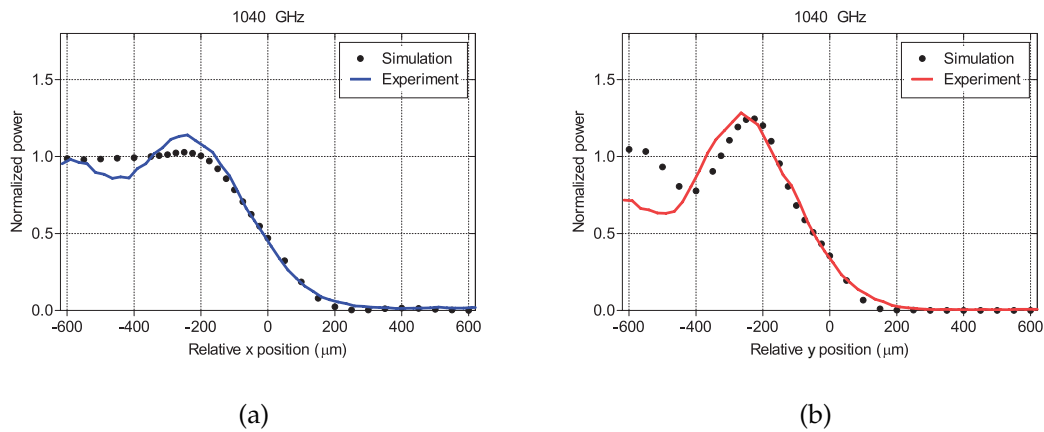 1040 GHz
Simulation
Experiment
Normalized power
1.5
1.0
0.5
0.0
-600 -400 -200 0 200 400 600
Relative x position (μm)
(a)
1040 GHz
Simulation
Experiment
Normalized power
1.5
1.0
0.5
0.0
-600 -400 -200 0 200 400 600
Relative y position (μm)
(b)